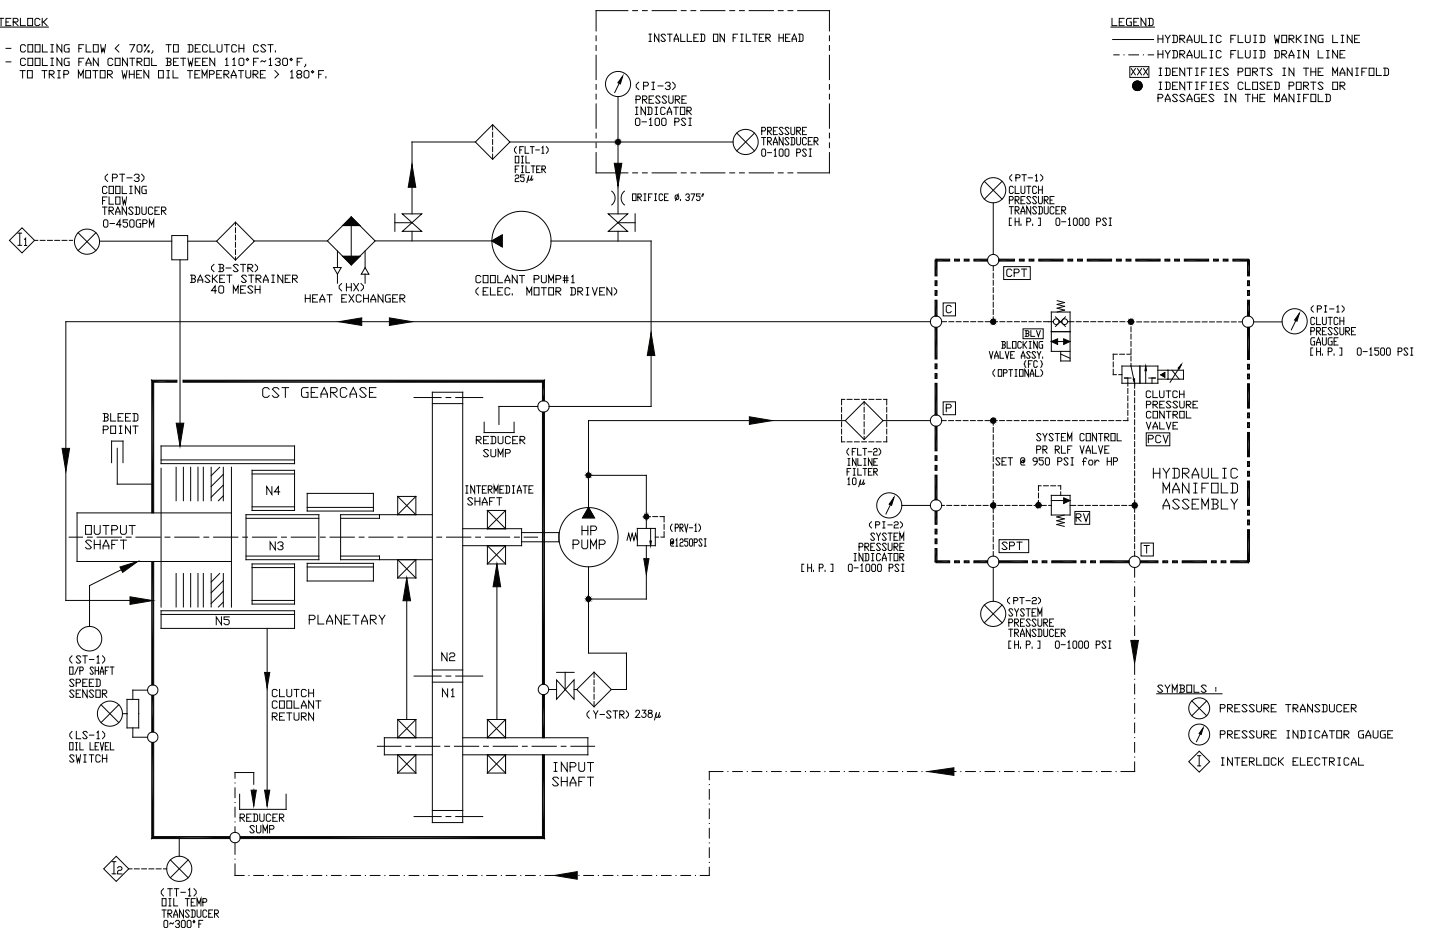 TERLOCK
- COOLING FLOW < 70%, TO DECLUTCH CST.
- COOLING FAN CONTROL BETWEEN 110°F~130°F,
TO TRIP MOTOR WHEN OIL TEMPERATURE > 180°F.
INSTALLED ON FILTER HEAD
(PI-3)
PRESSURE
INDICATOR
0-100 PSI
PRESSURE
TRANSDUCER
0-100 PSI
(FLT-1)
OIL
FILTER
25µ
ORIFICE Ø.375"
LEGEND
HYDRAULIC FLUID WORKING LINE
HYDRAULIC FLUID DRAIN LINE
XXX IDENTIFIES PORTS IN THE MANIFOLD
IDENTIFIES CLOSED PORTS OR
PASSAGES IN THE MANIFOLD
(PT-3)
COOLING
FLOW
TRANSDUCER
0-450GPM
I1
(B-STR)
BASKET STRAINER
40 MESH
(HX)
HEAT EXCHANGER
COOLANT PUMP#1
(ELEC. MOTOR DRIVEN)
(PT-1)
CLUTCH
PRESSURE
TRANSDUCER
[H.P.] 0-1000 PSI
CPT
C
BLV
BLOCKING
VALVE ASSY.
(FC)
(OPTIONAL)
(PI-1)
CLUTCH
PRESSURE
GAUGE
[H.P.] 0-1500 PSI
CLUTCH
PRESSURE
CONTROL
VALVE
PCV
P
SYSTEM CONTROL
PR RLF VALVE
SET @ 950 PSI for HP
HYDRAULIC
MANIFOLD
ASSEMBLY
RV
SPT
T
(FLT-2)
INLINE
FILTER
10µ
(PI-2)
SYSTEM
PRESSURE
INDICATOR
[H.P.] 0-1000 PSI
(PT-2)
SYSTEM
PRESSURE
TRANSDUCER
[H.P.] 0-1000 PSI
CST GEARCASE
BLEED
POINT
REDUCER
SUMP
INTERMEDIATE
SHAFT
N4
N3
OUTPUT
SHAFT
HP
PUMP
(PRV-1)
@1250PSI
N5
PLANETARY
N2
N1
(ST-1)
O/P SHAFT
SPEED
SENSOR
CLUTCH
COOLANT
RETURN
(Y-STR) 238µ
(LS-1)
OIL LEVEL
SWITCH
INPUT
SHAFT
REDUCER
SUMP
I2
(TT-1)
OIL TEMP
TRANSDUCER
0~300°F
SYMBOLS :
PRESSURE TRANSDUCER
PRESSURE INDICATOR GAUGE
I INTERLOCK ELECTRICAL